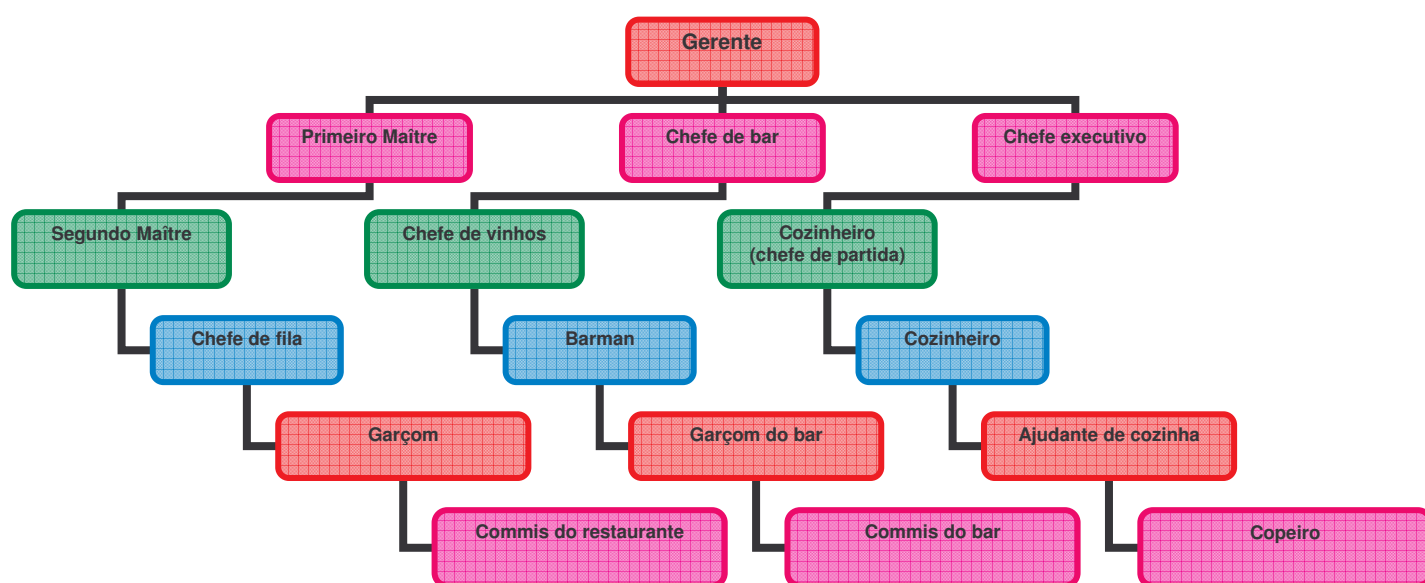 Gerente
Primeiro Maître
Chefe de bar
Chefe executivo
Segundo Maître
Chefe de vinhos
Cozinheiro
(chefe de partida)
Chefe de fila
Barman
Cozinheiro
Garçom
Garçom do bar
Ajudante de cozinha
Commis do restaurante
Commis do bar
Copeiro